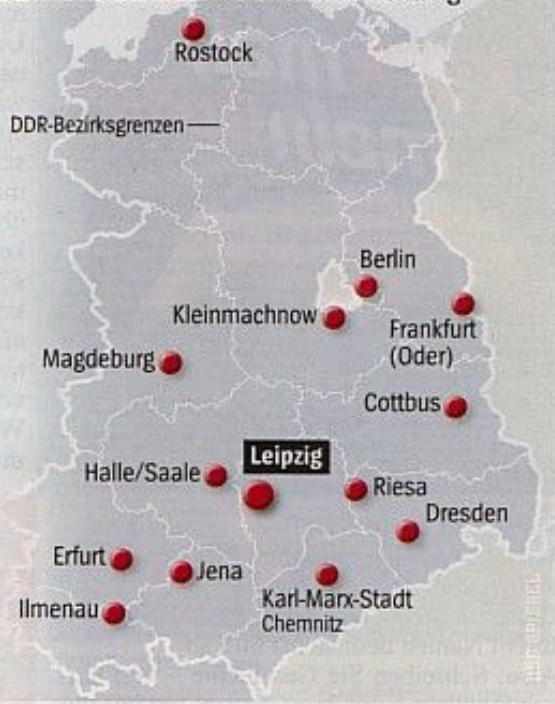 Rostock
DDR-Bezirksgrenzen
Berlin
Kleinmachnow
Frankfurt
(Oder)
Magdeburg
Cottbus
Leipzig
Halle/Saale
Riesa
Dresden
Erfurt
Jena
Karl-Marx-Stadt
Chemnitz
Ilmenau